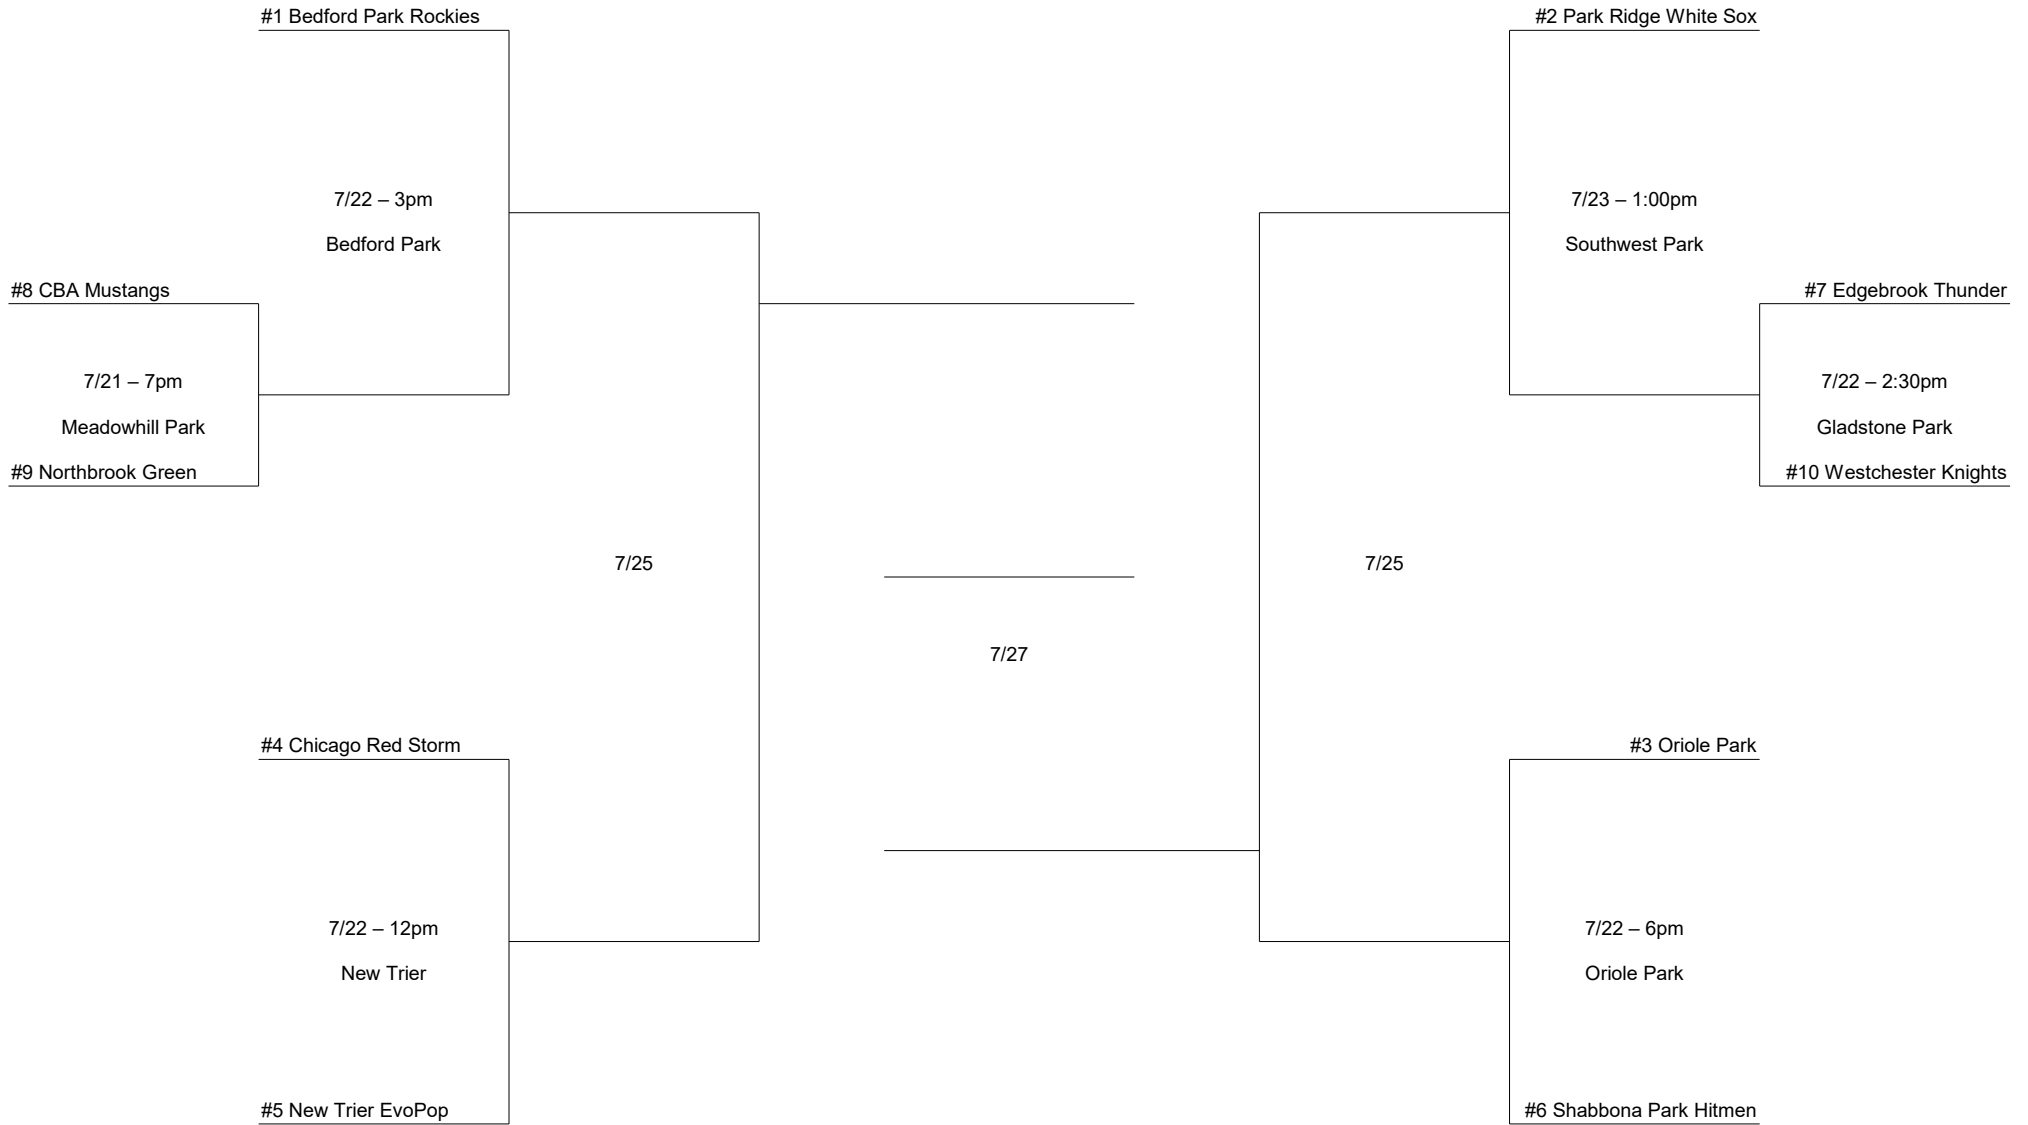 #1 Bedford Park Rockies
#2 Park Ridge White Sox
7/22 – 3pm
7/23 – 1:00pm
Bedford Park
Southwest Park
#8 CBA Mustangs
#7 Edgebrook Thunder
7/21 – 7pm
7/22 – 2:30pm
Meadowhill Park
Gladstone Park
#9 Northbrook Green
#10 Westchester Knights
7/25
7/25
7/27
#4 Chicago Red Storm
#3 Oriole Park
7/22 – 12pm
7/22 – 6pm
New Trier
Oriole Park
#5 New Trier EvoPop
#6 Shabbona Park Hitmen